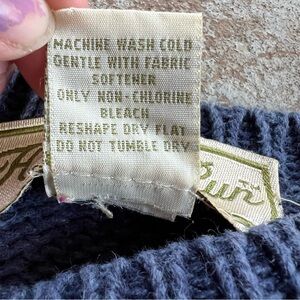 MACHINE WASH COLD
GENTLE WITH FABRIC
SOFTENER
ONLY NON-CHLORINE
BLEACH
RESHAPE DRY FLAT
DO NOT TUMBLE DRY